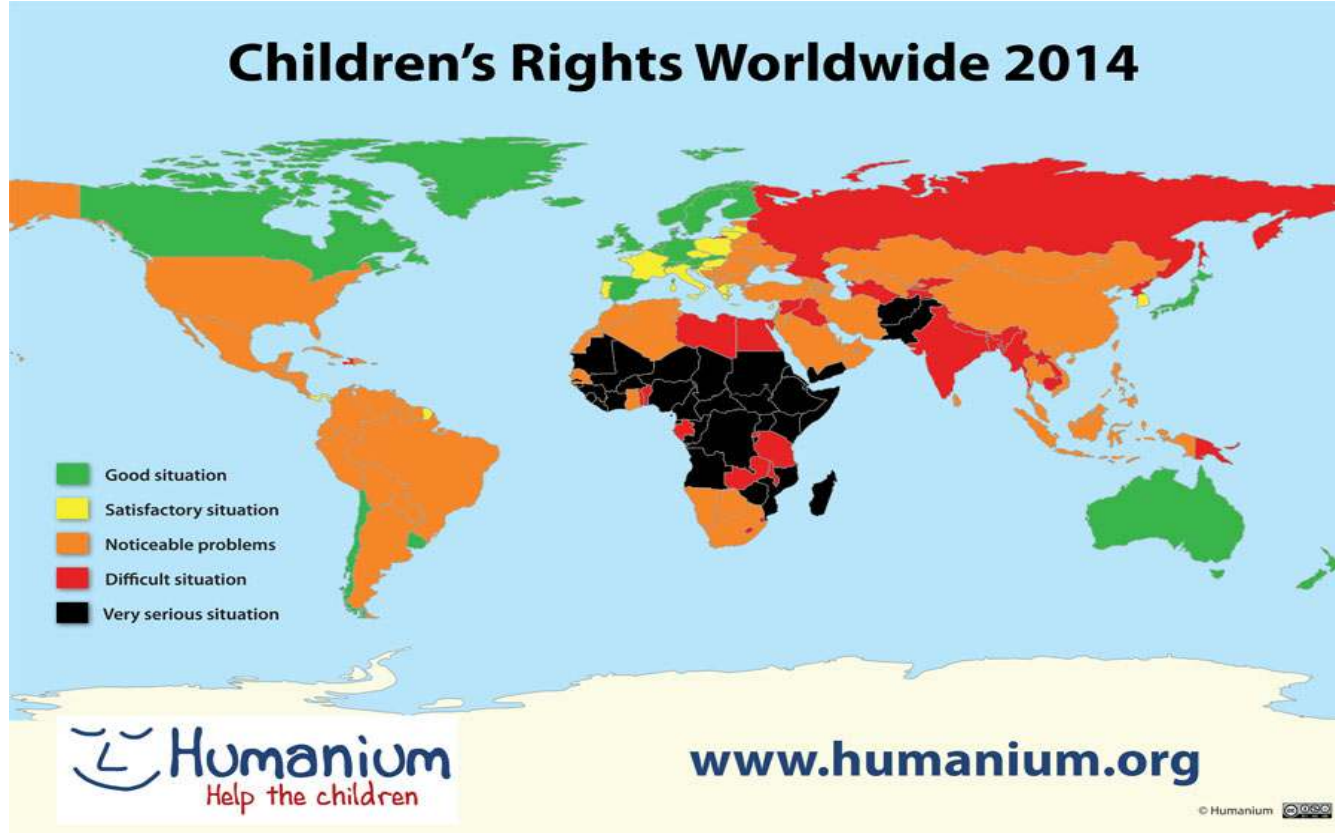 Children's Rights Worldwide 2014
Good situation
Satisfactory situation
Noticeable problems
Difficult situation
Very serious situation
Humanium
Help the children
www.humanium.org
© Humanium